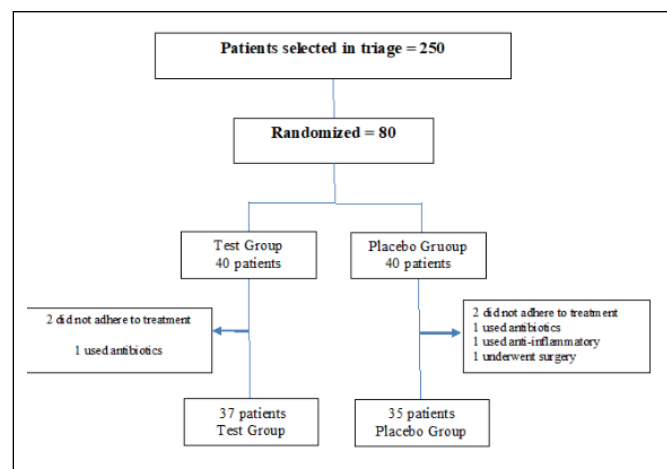 Patients selected in triage = 250
Randomized = 80
Test Group
40 patients
Placebo Gruoup
40 patients
2 did not adhere to treatment
1 used antibiotics
2 did not adhere to treatment
1 used antibiotics
1 used anti-inflammatory
1 underwent surgery
37 patients
Test Group
35 patients
Placebo Group